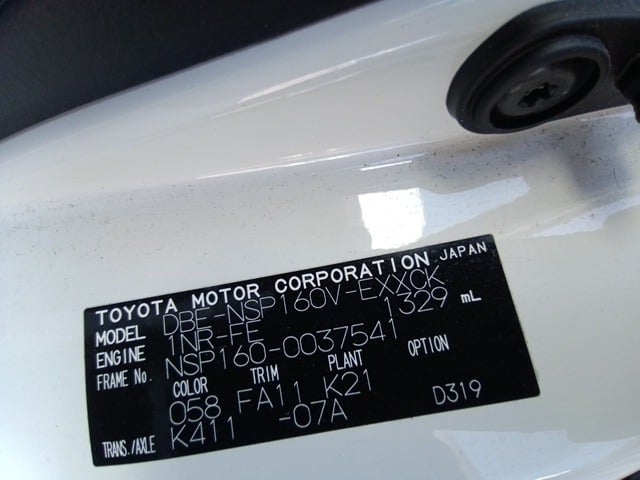 TOYOTA MOTOR CORPORATION JAPAN
MODEL DBE-NSP160V-EXXCK
ENGINE 1NR-FE 1329 mL
FRAME No. NSP160-0037541
COLOR TRIM PLANT OPTION
058 FA11 K21
TRANS./AXLE K411 -07A D319